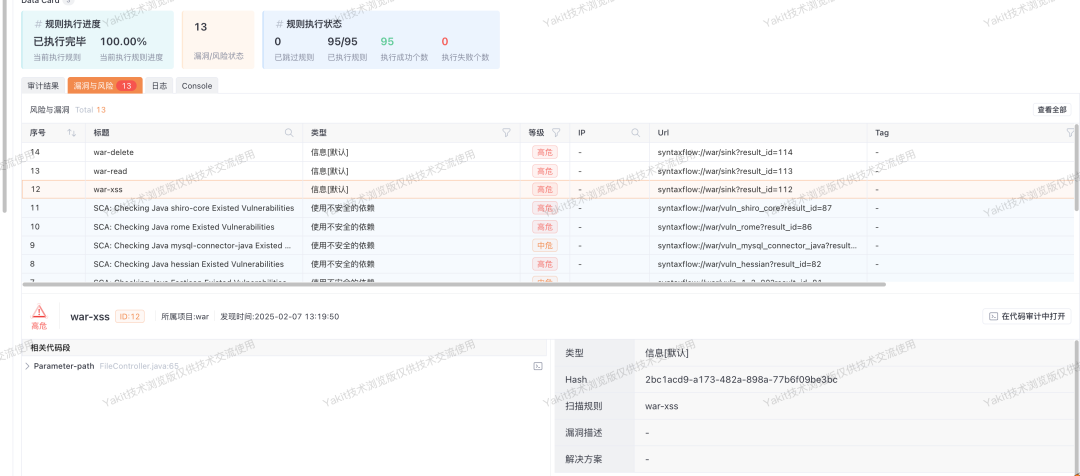 Data Card
# 规则执行进度
已执行完毕 100.00%
当前执行规则 当前执行规则进度
13
漏洞/风险状态
# 规则执行状态
0 95/95 95 0
已跳过规则 已执行规则 执行成功个数 执行失败个数
审计结果 漏洞与风险 13 日志 Console
风险与漏洞 Total 13 查看全部
序号 标题 类型 等级 IP Url Tag
14 war-delete 信息[默认] 高危 - syntaxflow://war/sink?result_id=114 -
13 war-read 信息[默认] 高危 - syntaxflow://war/sink?result_id=113 -
12 war-xss 信息[默认] 高危 - syntaxflow://war/sink?result_id=112 -
11 SCA: Checking Java shiro-core Existed Vulnerabilities 使用不安全的依赖 高危 - syntaxflow://war/vuln_shiro_core?result_id=87 -
10 SCA: Checking Java rome Existed Vulnerabilities 使用不安全的依赖 高危 - syntaxflow://war/vuln_rome?result_id=86 -
9 SCA: Checking Java mysql-connector-java Existed ... 使用不安全的依赖 中危 - syntaxflow://war/vuln_mysql_connector_java?result... -
8 SCA: Checking Java hessian Existed Vulnerabilities 使用不安全的依赖 高危 - syntaxflow://war/vuln_hessian?result_id=82 -
高危 war-xss ID:12 所属项目:war 发现时间:2025-02-07 13:19:50 在代码审计中打开
相关代码段
Parameter-path FileController.java:65
类型 信息[默认]
Hash 2bc1acd9-a173-482a-898a-77b6f09be3bc
扫描规则 war-xss
漏洞描述 -
解决方案 -
Yakit技术浏览版仅供技术交流使用